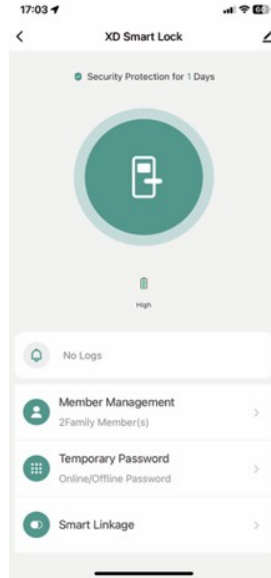 17:03
XD Smart Lock
Security Protection for 1 Days
High
No Logs
Member Management
2Family Member(s)
Temporary Password
Online/Offline Password
Smart Linkage